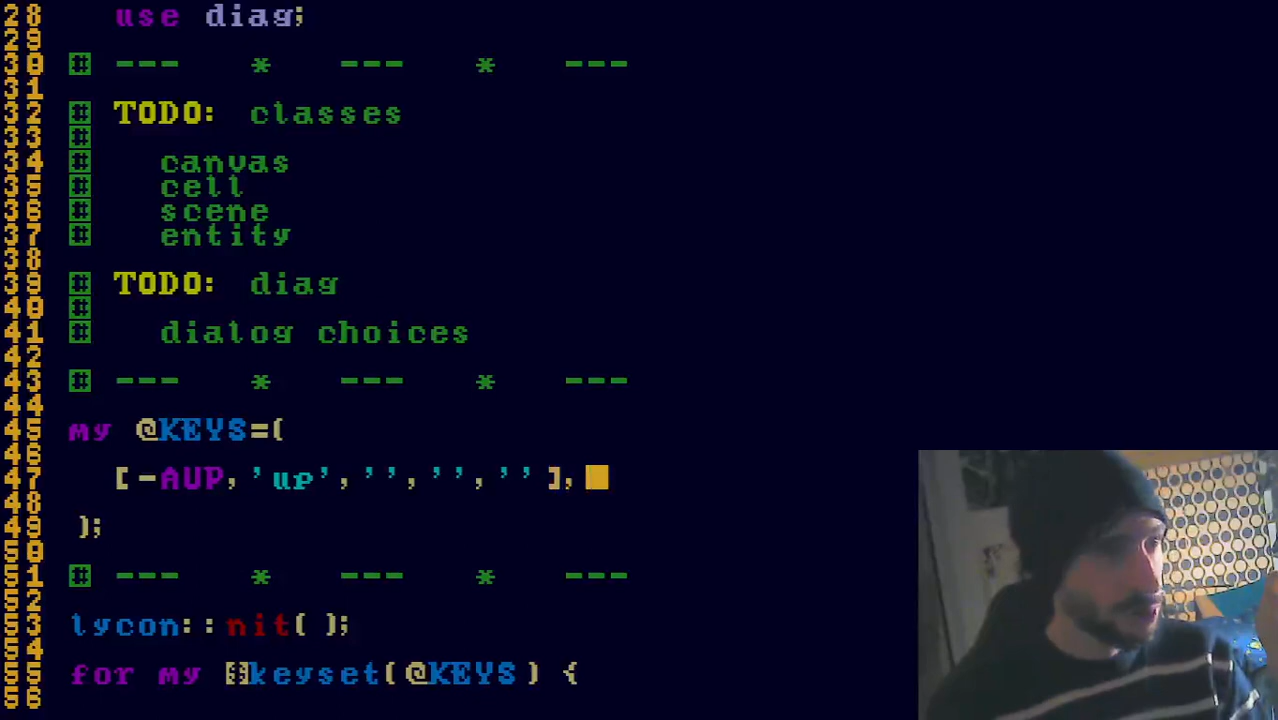 28 use diag;
29
30 # --- * --- * ---
31
32 # TODO: classes
33 #
34 # canvas
35 # cell
36 # scene
37 # entity
38
39 # TODO: diag
40 #
41 # dialog choices
42
43 # --- * --- * ---
44
45 my @KEYS=(
46
47 [-AUP,'up','','',''],
48
49 );
50
51 # --- * --- * ---
52
53 lycon::nit( );
54
55 for my $keyset(@KEYS) {
56